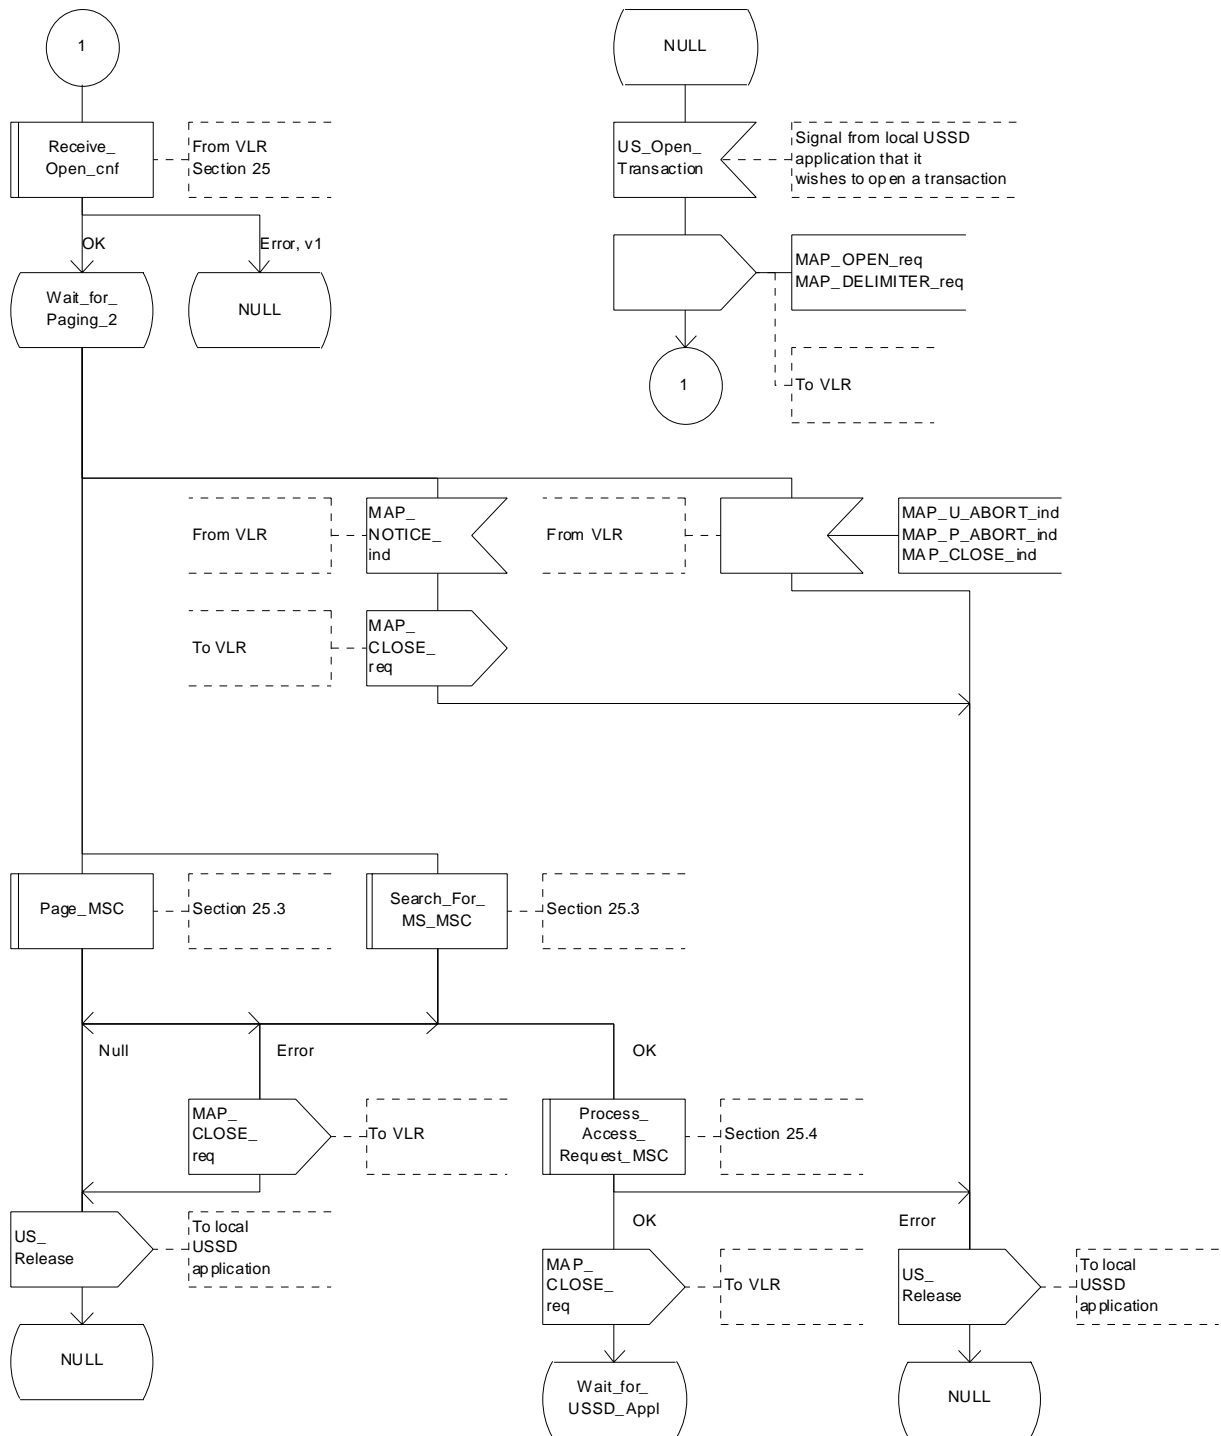 1
NULL
Receive_
Open_cnf
From VLR
Section 25
US_Open_
Transaction
Signal from local USSD
application that it
wishes to open a transaction
OK
Error, v1
Wait_for_
Paging_2
NULL
MAP_OPEN_req
MAP_DELIMITER_req
1
To VLR
From VLR
MAP_
NOTICE_
ind
From VLR
MAP_U_ABORT_ind
MAP_P_ABORT_ind
MAP_CLOSE_ind
To VLR
MAP_
CLOSE_
req
Page_MSC
Section 25.3
Search_For_
MS_MSC
Section 25.3
Null
Error
OK
MAP_
CLOSE_
req
To VLR
Process_
Access_
Request_MSC
Section 25.4
US_
Release
To local
USSD
application
OK
Error
MAP_
CLOSE_
req
To VLR
US_
Release
To local
USSD
application
NULL
Wait_for_
USSD_Appl
NULL